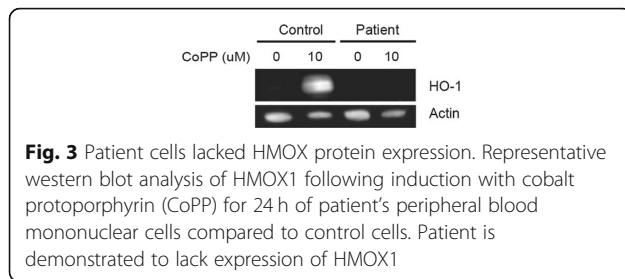 Control Patient
CoPP (uM) 0 10 0 10
HO-1
Actin
Fig. 3 Patient cells lacked HMOX protein expression. Representative
western blot analysis of HMOX1 following induction with cobalt
protoporphyrin (CoPP) for 24 h of patient's peripheral blood
mononuclear cells compared to control cells. Patient is
demonstrated to lack expression of HMOX1